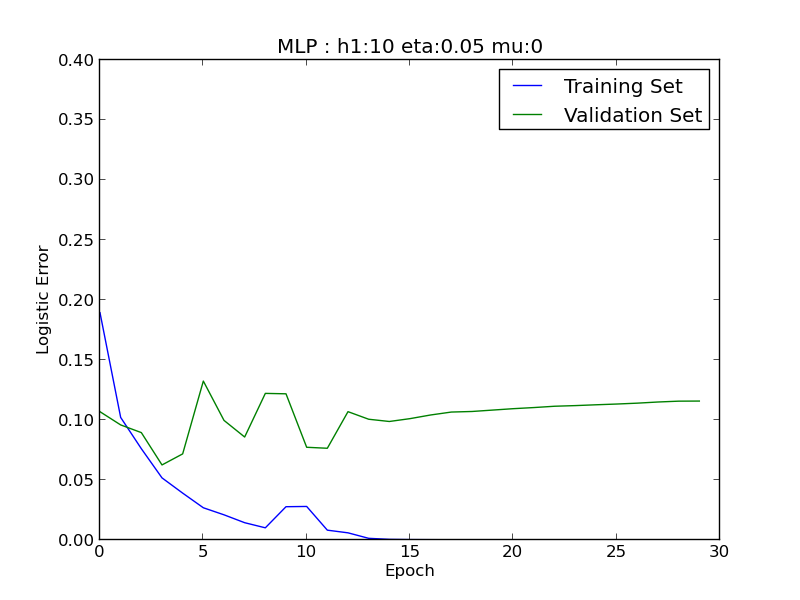 MLP : h1:10 eta:0.05 mu:0
0.40
0.35
0.30
0.25
0.20
0.15
0.10
0.05
0.00
Logistic Error
Training Set
Validation Set
0 5 10 15 20 25 30
Epoch